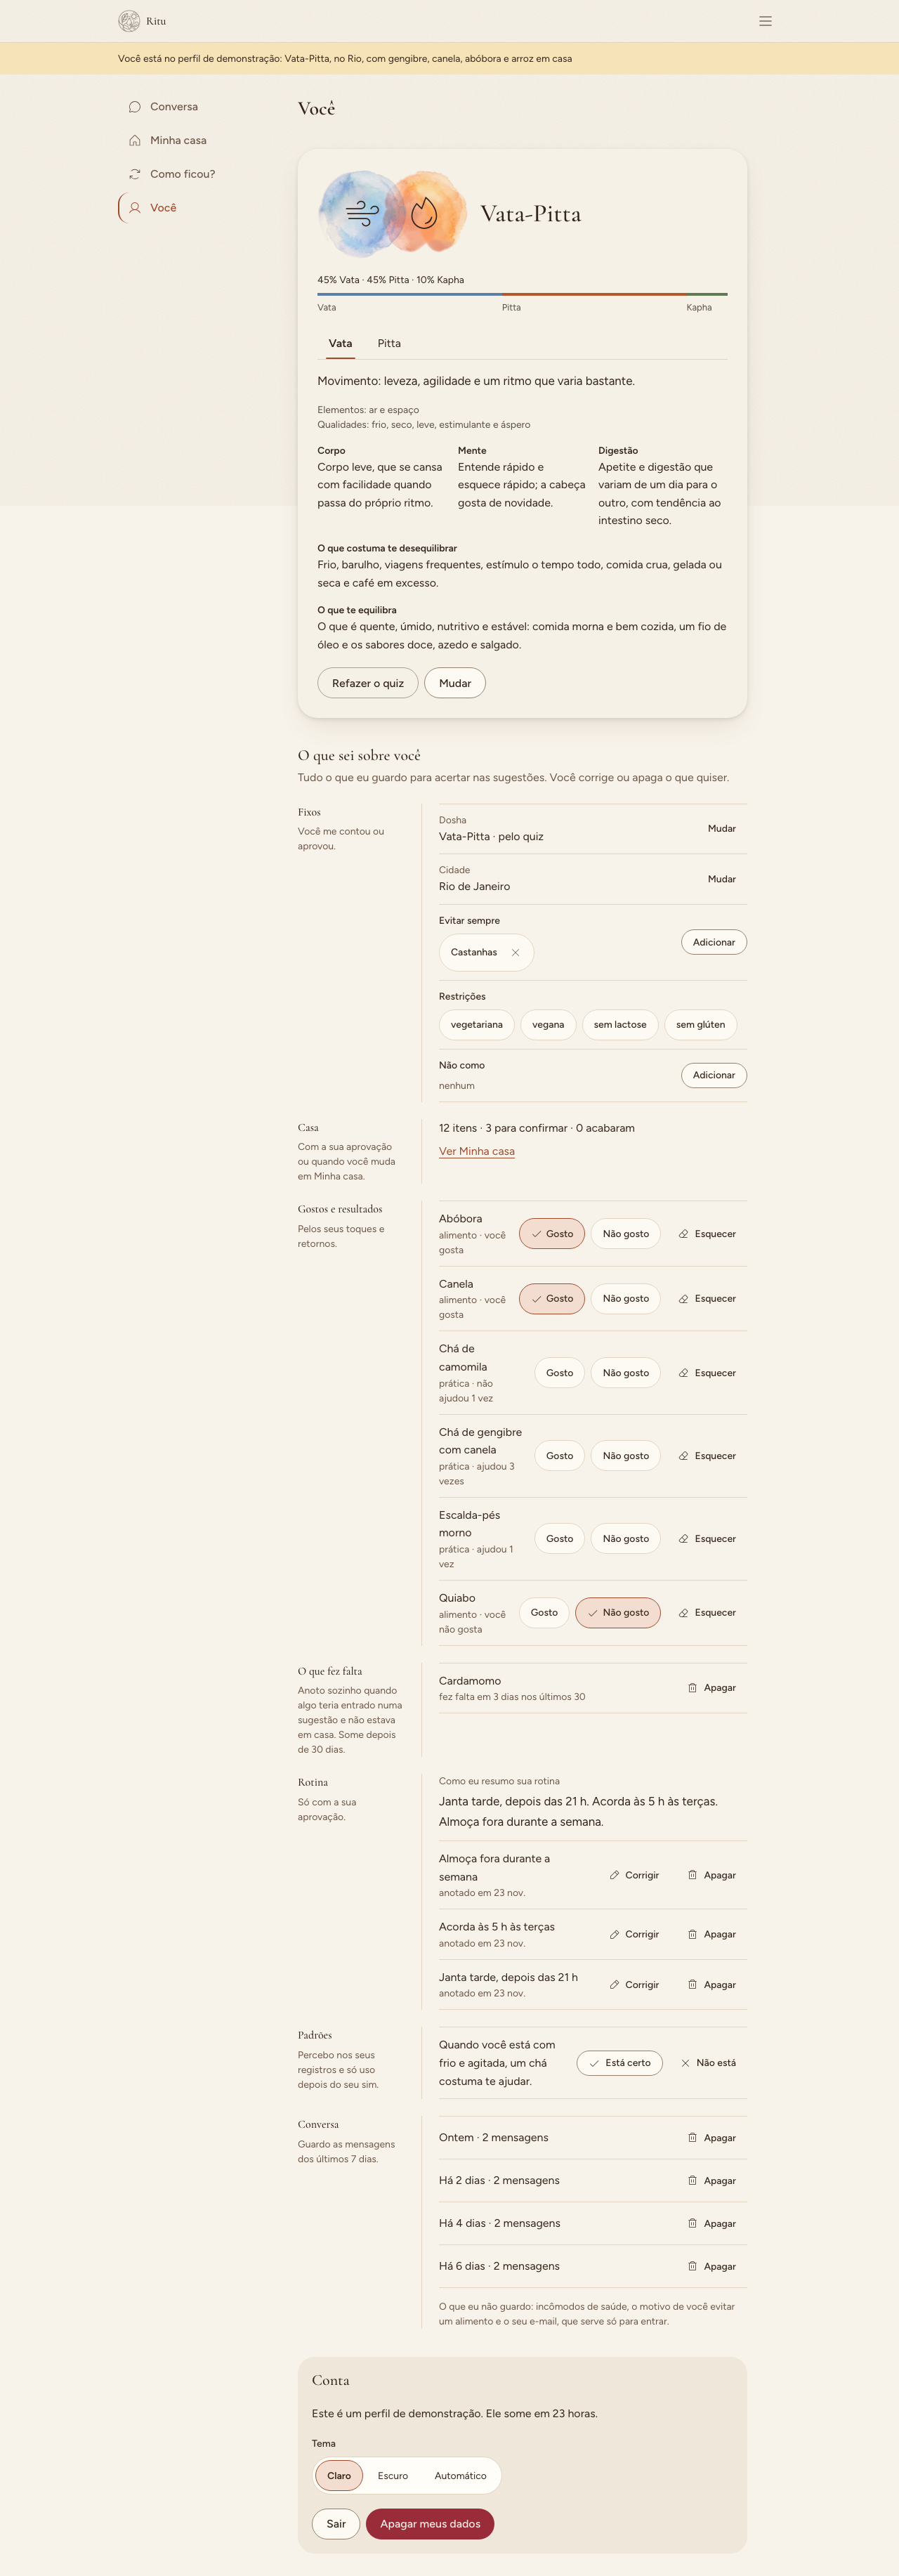 Ritu
Você está no perfil de demonstração: Vata-Pitta, no Rio, com gengibre, canela, abóbora e arroz em casa
Conversa
Minha casa
Como ficou?
Você
Você
Vata-Pitta
45% Vata · 45% Pitta · 10% Kapha
Vata
Pitta
Kapha
Vata
Pitta
Movimento: leveza, agilidade e um ritmo que varia bastante.
Elementos: ar e espaço
Qualidades: frio, seco, leve, estimulante e áspero
Corpo
Corpo leve, que se cansa
com facilidade quando
passa do próprio ritmo.
Mente
Entende rápido e
esquece rápido; a cabeça
gosta de novidade.
Digestão
Apetite e digestão que
variam de um dia para o
outro, com tendência ao
intestino seco.
O que costuma te desequilibrar
Frio, barulho, viagens frequentes, estímulo o tempo todo, comida crua, gelada ou
seca e café em excesso.
O que te equilibra
O que é quente, úmido, nutritivo e estável: comida morna e bem cozida, um fio de
óleo e os sabores doce, azedo e salgado.
Refazer o quiz
Mudar
O que sei sobre você
Tudo o que eu guardo para acertar nas sugestões. Você corrige ou apaga o que quiser.
Fixos
Você me contou ou
aprovou.
Dosha
Vata-Pitta · pelo quiz
Mudar
Cidade
Rio de Janeiro
Mudar
Evitar sempre
Castanhas
Adicionar
Restrições
vegetariana
vegana
sem lactose
sem glúten
Não como
nenhum
Adicionar
Casa
Com a sua aprovação
ou quando você muda
em Minha casa.
12 itens · 3 para confirmar · 0 acabaram
Ver Minha casa
Gostos e resultados
Pelos seus toques e
retornos.
Abóbora
alimento · você
gosta
Gosto
Não gosto
Esquecer
Canela
alimento · você
gosta
Gosto
Não gosto
Esquecer
Chá de
camomila
prática · não
ajudou 1 vez
Gosto
Não gosto
Esquecer
Chá de gengibre
com canela
prática · ajudou 3
vezes
Gosto
Não gosto
Esquecer
Escalda-pés
morno
prática · ajudou 1
vez
Gosto
Não gosto
Esquecer
Quiabo
alimento · você
não gosta
Gosto
Não gosto
Esquecer
O que fez falta
Anoto sozinho quando
algo teria entrado numa
sugestão e não estava
em casa. Some depois
de 30 dias.
Cardamomo
fez falta em 3 dias nos últimos 30
Apagar
Rotina
Só com a sua
aprovação.
Como eu resumo sua rotina
Janta tarde, depois das 21 h. Acorda às 5 h às terças.
Almoça fora durante a semana.
Almoça fora durante a
semana
anotado em 23 nov.
Corrigir
Apagar
Acorda às 5 h às terças
anotado em 23 nov.
Corrigir
Apagar
Janta tarde, depois das 21 h
anotado em 23 nov.
Corrigir
Apagar
Padrões
Percebo nos seus
registros e só uso
depois do seu sim.
Quando você está com
frio e agitada, um chá
costuma te ajudar.
Está certo
Não está
Conversa
Guardo as mensagens
dos últimos 7 dias.
Ontem · 2 mensagens
Apagar
Há 2 dias · 2 mensagens
Apagar
Há 4 dias · 2 mensagens
Apagar
Há 6 dias · 2 mensagens
Apagar
O que eu não guardo: incômodos de saúde, o motivo de você evitar
um alimento e o seu e-mail, que serve só para entrar.
Conta
Este é um perfil de demonstração. Ele some em 23 horas.
Tema
Claro
Escuro
Automático
Sair
Apagar meus dados